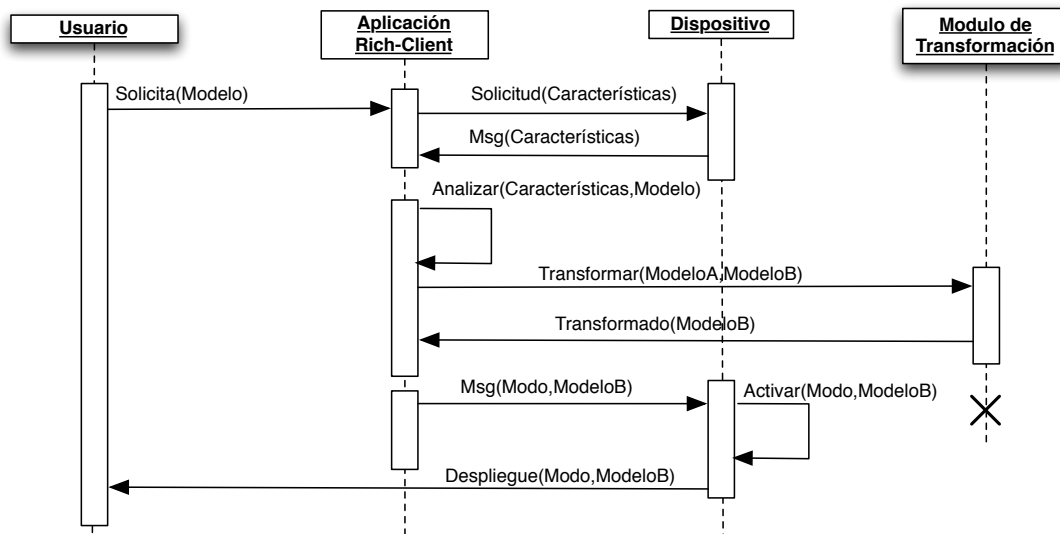 Usuario
Aplicación
Rich-Client
Dispositivo
Modulo de
Transformación
Solicita(Modelo)
Solicitud(Características)
Msg(Características)
Analizar(Características,Modelo)
Transformar(ModeloA,ModeloB)
Transformado(ModeloB)
Msg(Modo,ModeloB)
Activar(Modo,ModeloB)
Despliegue(Modo,ModeloB)